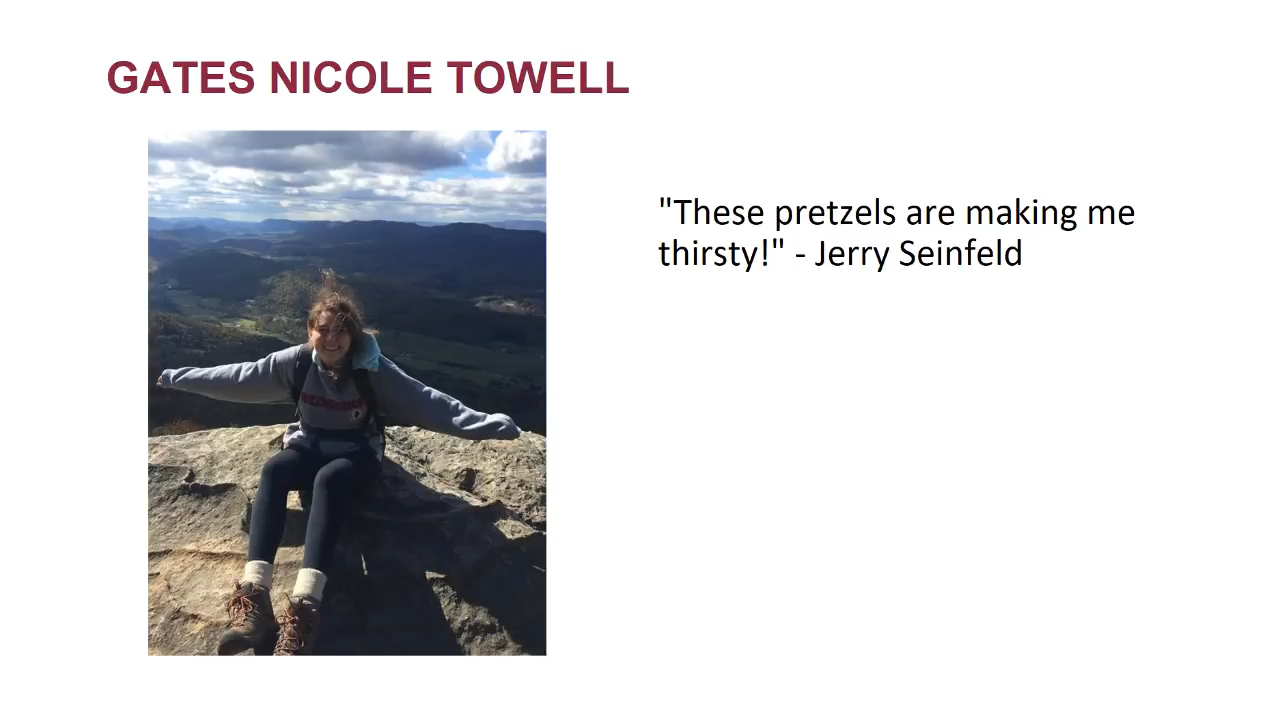 GATES NICOLE TOWELL
"These pretzels are making me
thirsty!" - Jerry Seinfeld